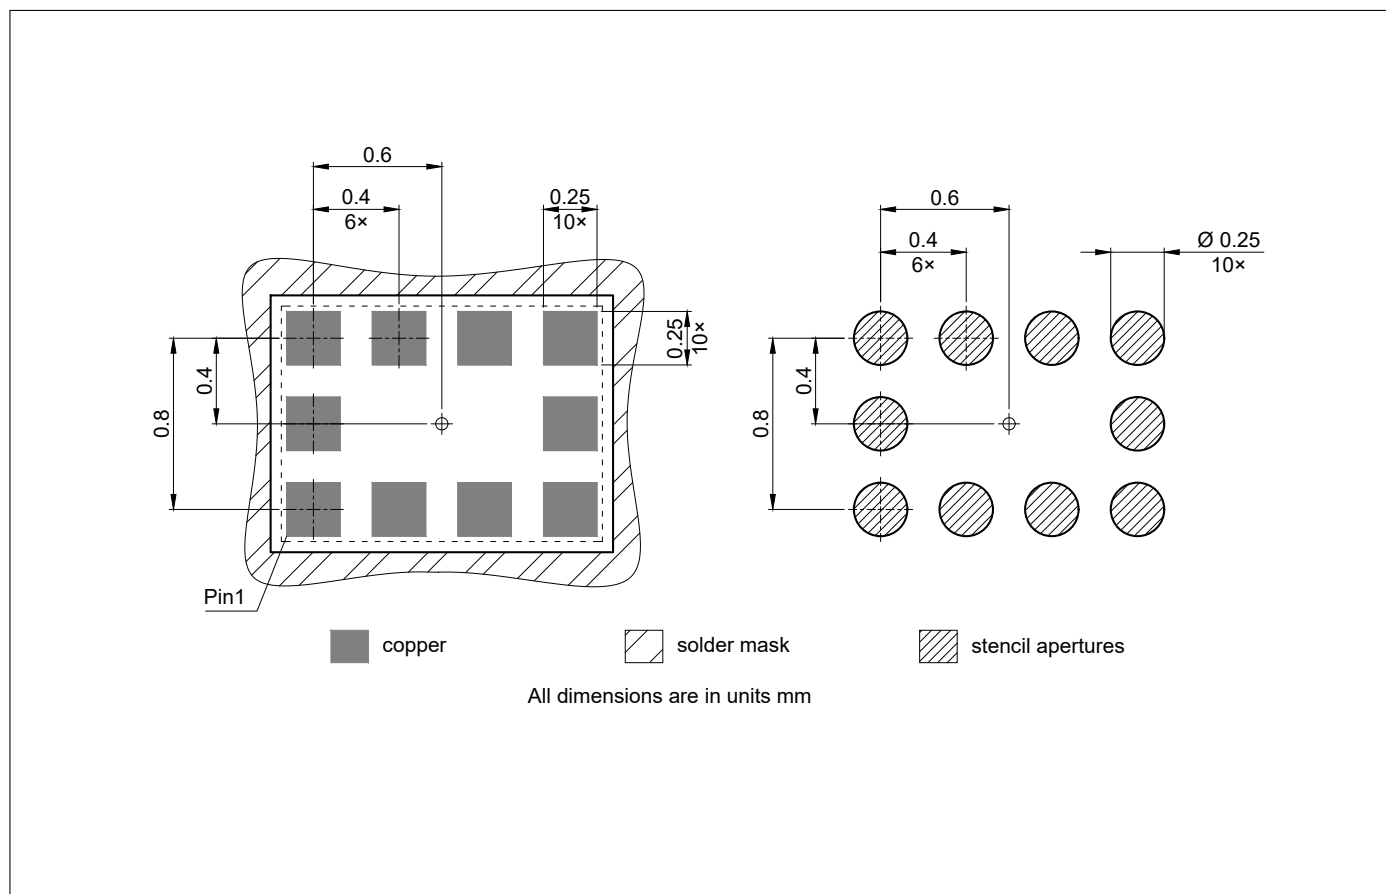 0.6
0.4
6×
0.25
10×
0.25
10×
0.4
0.8
Pin1
0.6
0.4
6×
Ø 0.25
10×
0.4
0.8
copper
solder mask
stencil apertures
All dimensions are in units mm